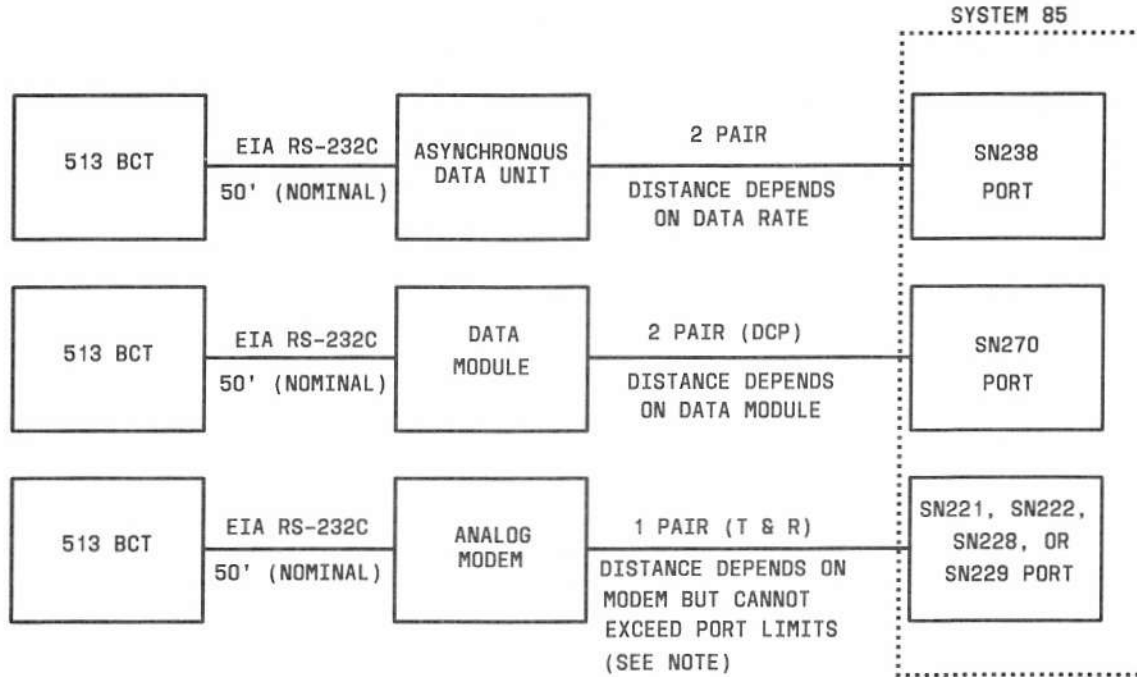 SYSTEM 85
513 BCT
EIA RS-232C
50' (NOMINAL)
ASYNCHRONOUS
DATA UNIT
2 PAIR
DISTANCE DEPENDS
ON DATA RATE
SN238
PORT
513 BCT
EIA RS-232C
50' (NOMINAL)
DATA
MODULE
2 PAIR (DCP)
DISTANCE DEPENDS
ON DATA MODULE
SN270
PORT
513 BCT
EIA RS-232C
50' (NOMINAL)
ANALOG
MODEM
1 PAIR (T & R)
DISTANCE DEPENDS ON
MODEM BUT CANNOT
EXCEED PORT LIMITS
(SEE NOTE)
SN221, SN222,
SN228, OR
SN229 PORT